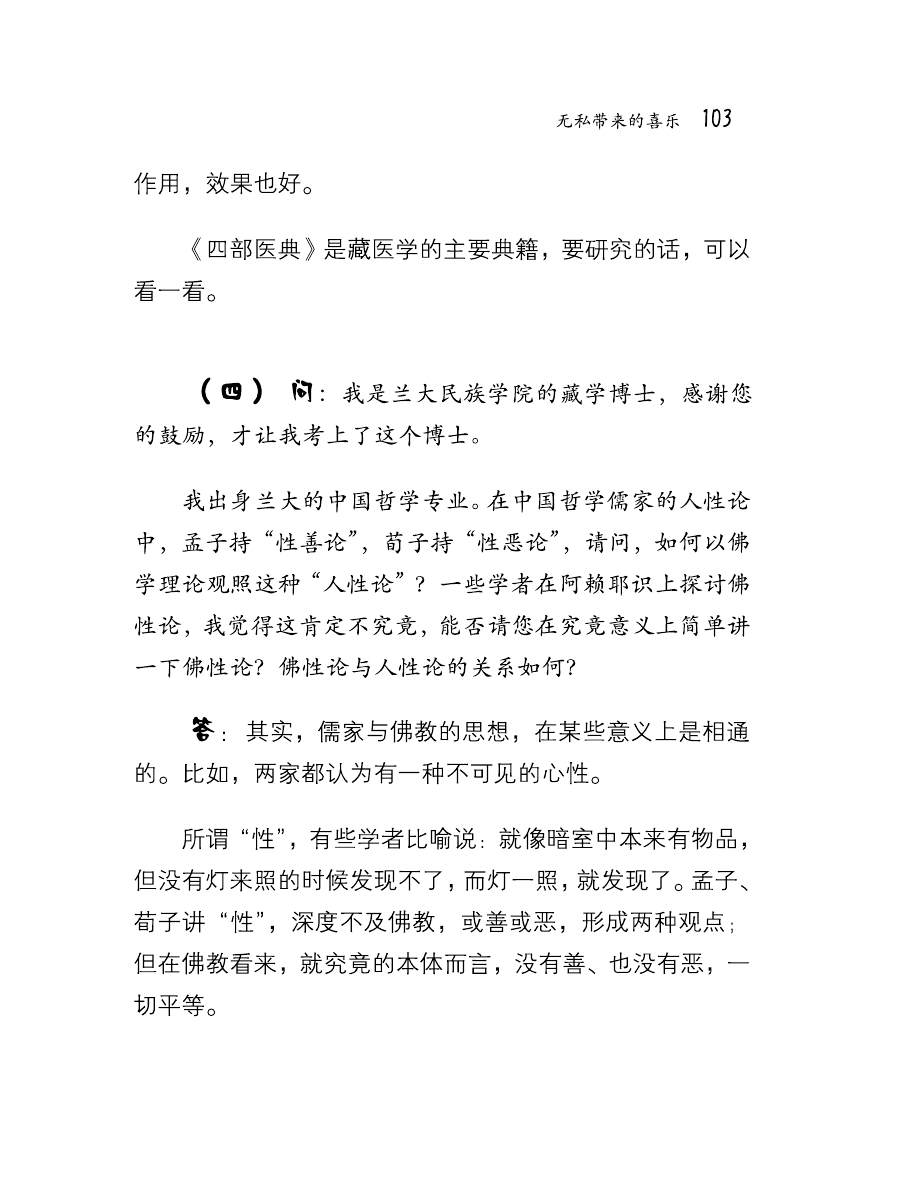 无私带来的喜乐 103
作用，效果也好。
《四部医典》是藏医学的主要典籍，要研究的话，可以
看一看。
（四） 问：我是兰大民族学院的藏学博士，感谢您
的鼓励，才让我考上了这个博士。
我出身兰大的中国哲学专业。在中国哲学儒家的人性论
中，孟子持“性善论”，荀子持“性恶论”，请问，如何以佛
学理论观照这种“人性论”？一些学者在阿赖耶识上探讨佛
性论，我觉得这肯定不究竟，能否请您在究竟意义上简单讲
一下佛性论？佛性论与人性论的关系如何？
答：其实，儒家与佛教的思想，在某些意义上是相通
的。比如，两家都认为有一种不可见的心性。
所谓“性”，有些学者比喻说：就像暗室中本来有物品，
但没有灯来照的时候发现不了，而灯一照，就发现了。孟子、
荀子讲“性”，深度不及佛教，或善或恶，形成两种观点；
但在佛教看来，就究竟的本体而言，没有善、也没有恶，一
切平等。